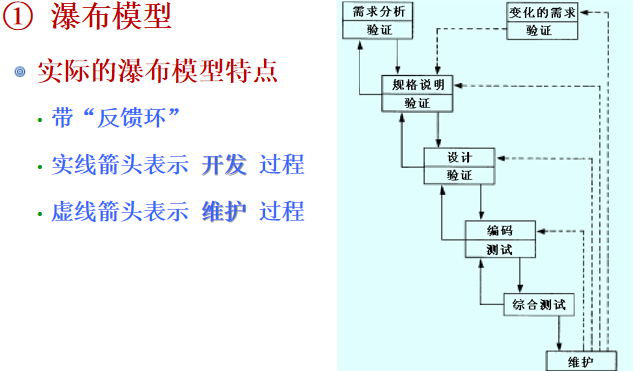 ① 瀑布模型
实际的瀑布模型特点
带“反馈环”
实线箭头表示 开发 过程
虚线箭头表示 维护 过程
需求分析
验证
变化的需求
验证
规格说明
验证
设计
验证
编码
测试
综合测试
维护